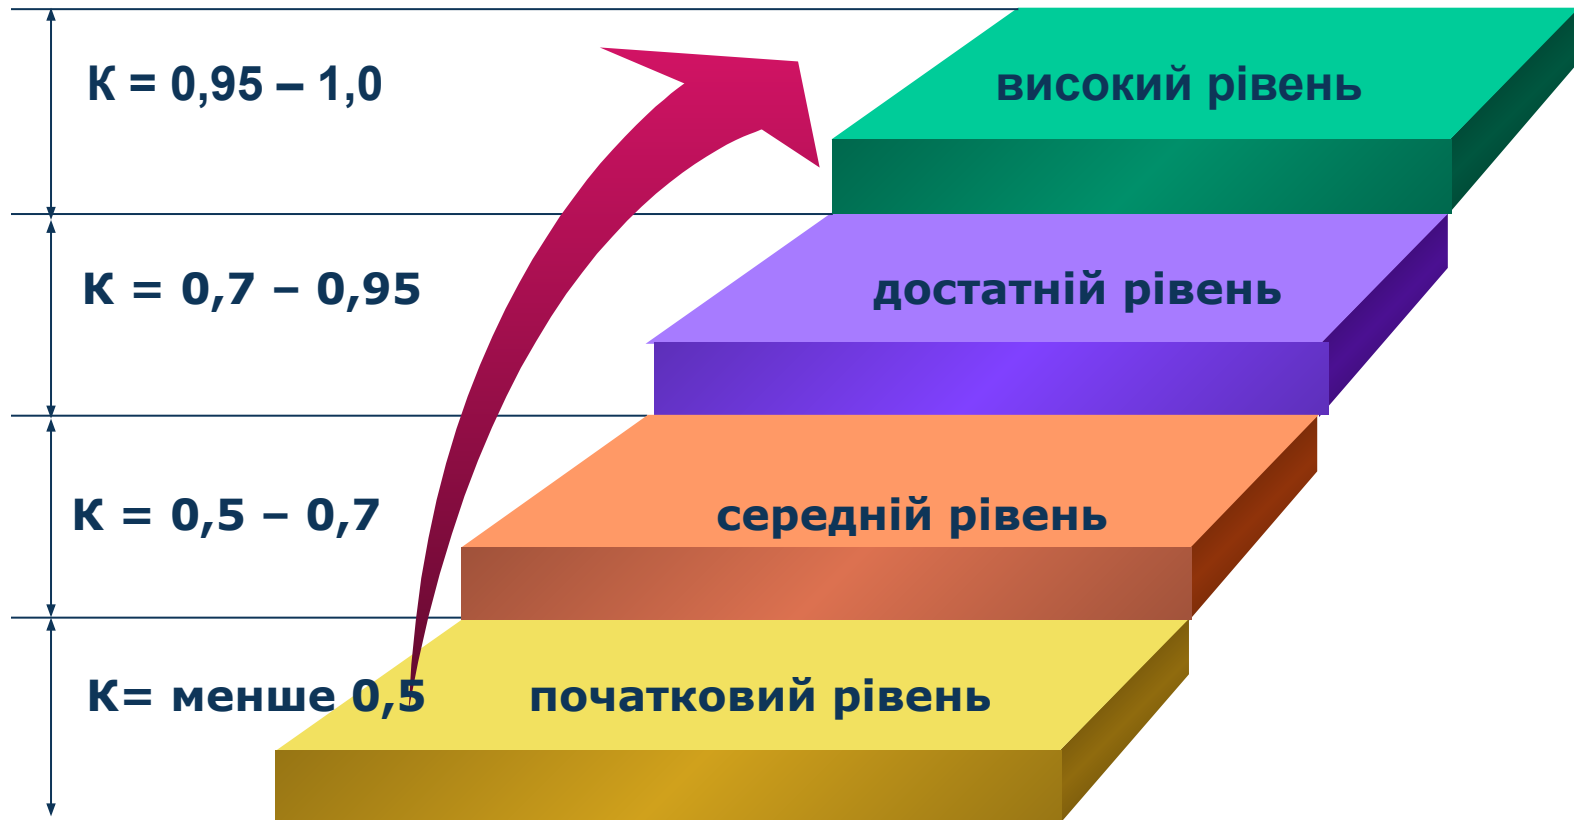 К = 0,95 – 1,0
високий рівень
К = 0,7 – 0,95
достатній рівень
К = 0,5 – 0,7
середній рівень
К= менше 0,5
початковий рівень